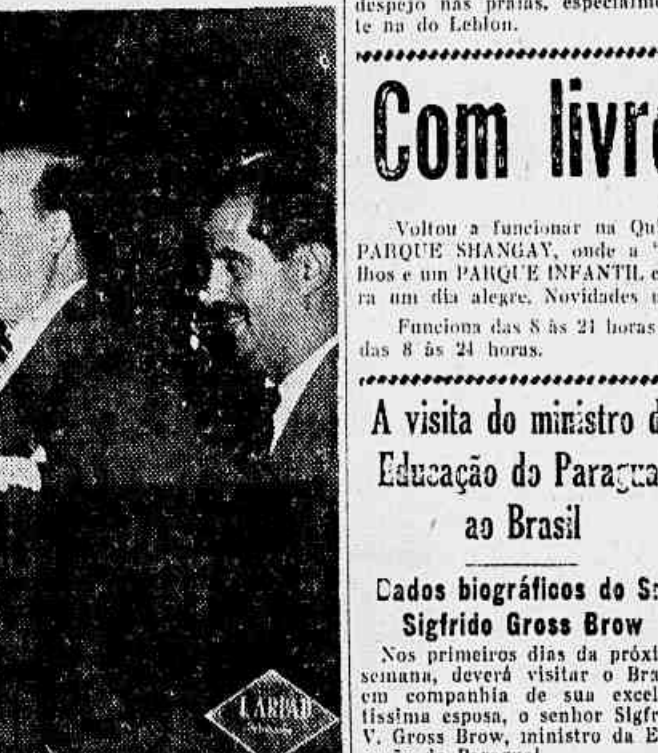 despejo nas praias, especialme
te na do Leblon.
Com livre
Voltou a funcionar na Qu
PARQUE SHANGAY, onde a "
lhos e um PARQUE INFANTIL e
ra um dia alegre. Novidades
Funciona das 8 às 21 horas
das 8 às 24 horas.
A visita do ministro d
Educação do Paragua
ao Brasil
Dados biográficos do Sr
Sigfrido Gross Brow
Nos primeiros dias da próxi
semana, deverá visitar o Bra
em companhia de sua excel
tissima esposa, o senhor Sigfr
V. Gross Brow, ministro da E